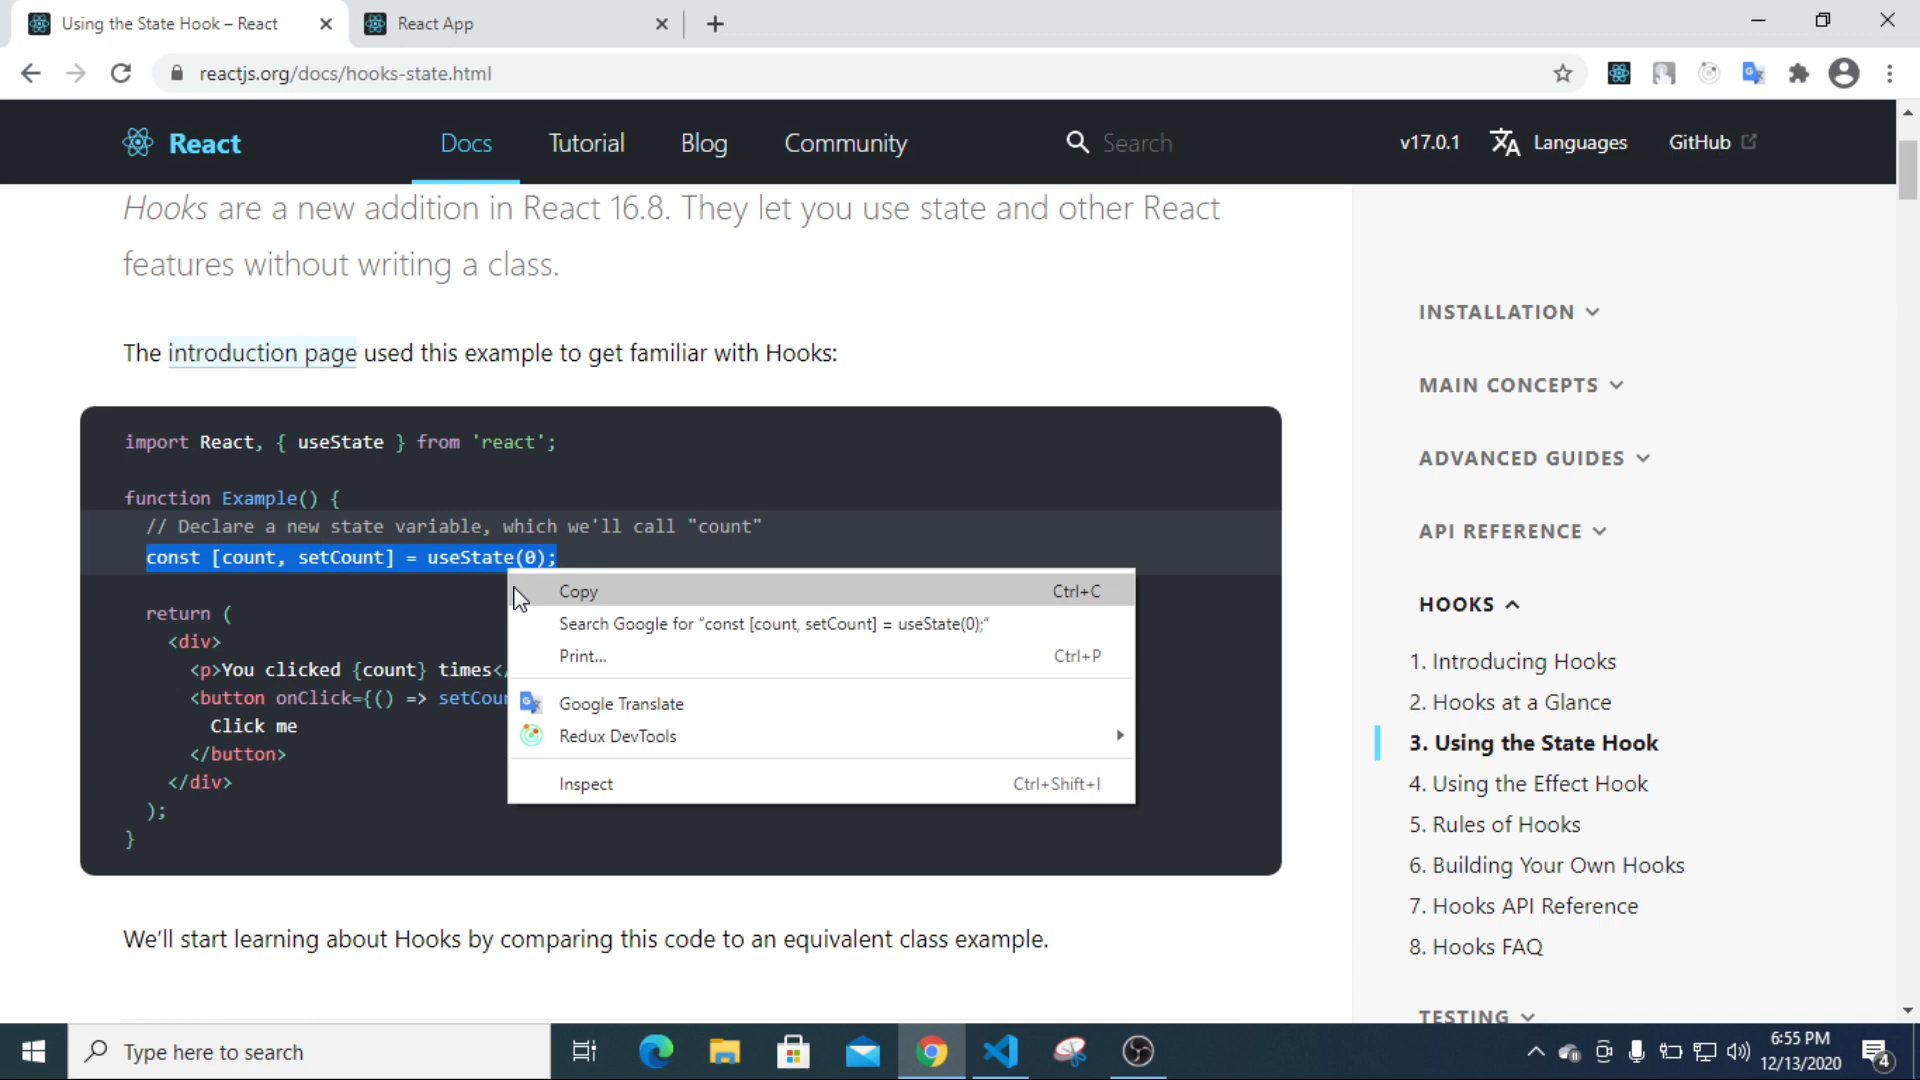 Using the State Hook – React
React App
reactjs.org/docs/hooks-state.html
React
Docs
Tutorial
Blog
Community
Search
v17.0.1
Languages
GitHub
Hooks are a new addition in React 16.8. They let you use state and other React
features without writing a class.
The introduction page used this example to get familiar with Hooks:
import React, { useState } from 'react';
function Example() {
// Declare a new state variable, which we'll call "count"
const [count, setCount] = useState(0);
return (
<div>
<p>You clicked {count} times<
<button onClick={() => setCou
Click me
</button>
</div>
);
}
Copy Ctrl+C
Search Google for “const [count, setCount] = useState(0);”
Print... Ctrl+P
Google Translate
Redux DevTools
Inspect Ctrl+Shift+I
We'll start learning about Hooks by comparing this code to an equivalent class example.
INSTALLATION
MAIN CONCEPTS
ADVANCED GUIDES
API REFERENCE
HOOKS
1. Introducing Hooks
2. Hooks at a Glance
3. Using the State Hook
4. Using the Effect Hook
5. Rules of Hooks
6. Building Your Own Hooks
7. Hooks API Reference
8. Hooks FAQ
TESTING
Type here to search
6:55 PM
12/13/2020
4